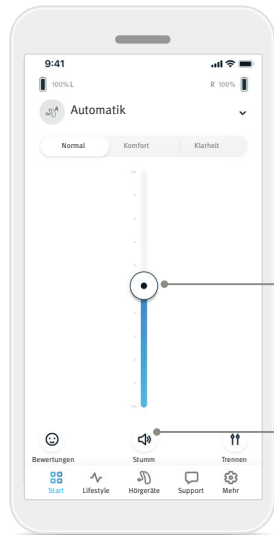 9:41
100% L R 100%
A
Automatik
Normal Komfort Klarheit
Bewertungen Stumm Trennen
Start Lifestyle Hörgeräte Support Mehr